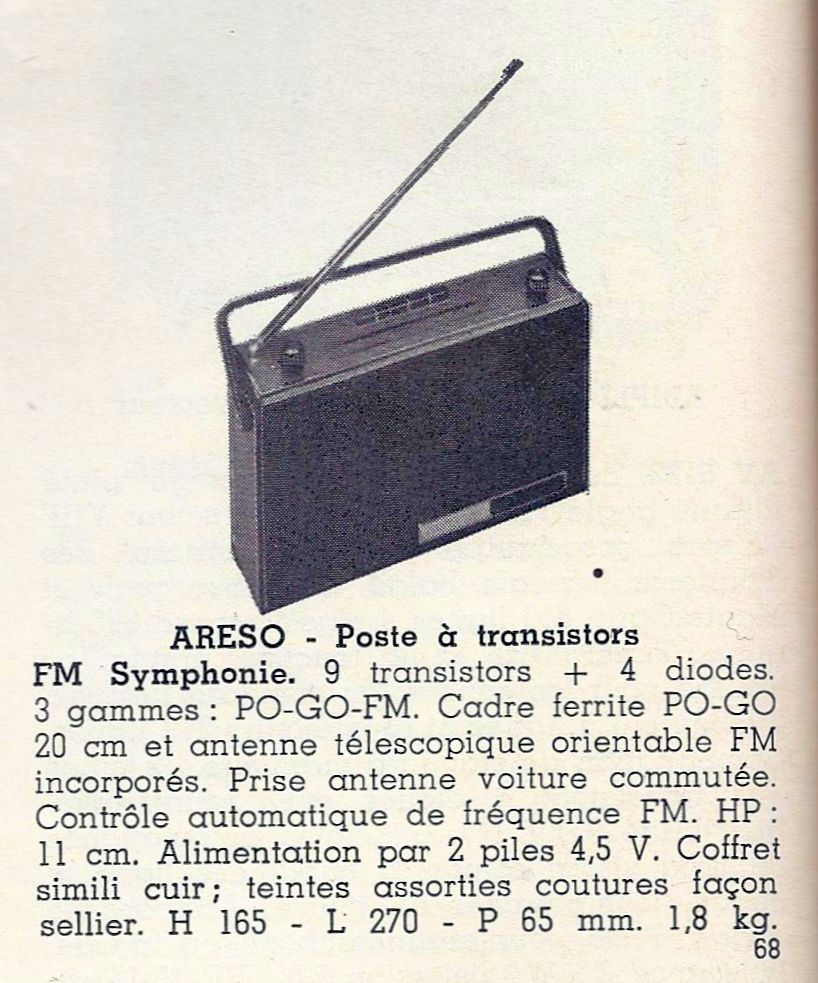 ARESO - Poste à transistors
FM Symphonie. 9 transistors + 4 diodes.
3 gammes : PO-GO-FM. Cadre ferrite PO-GO
20 cm et antenne télescopique orientable FM
incorporés. Prise antenne voiture commutée.
Contrôle automatique de fréquence FM. HP :
11 cm. Alimentation par 2 piles 4,5 V. Coffret
simili cuir ; teintes assorties coutures façon
sellier. H 165 - L 270 - P 65 mm. 1,8 kg.
68